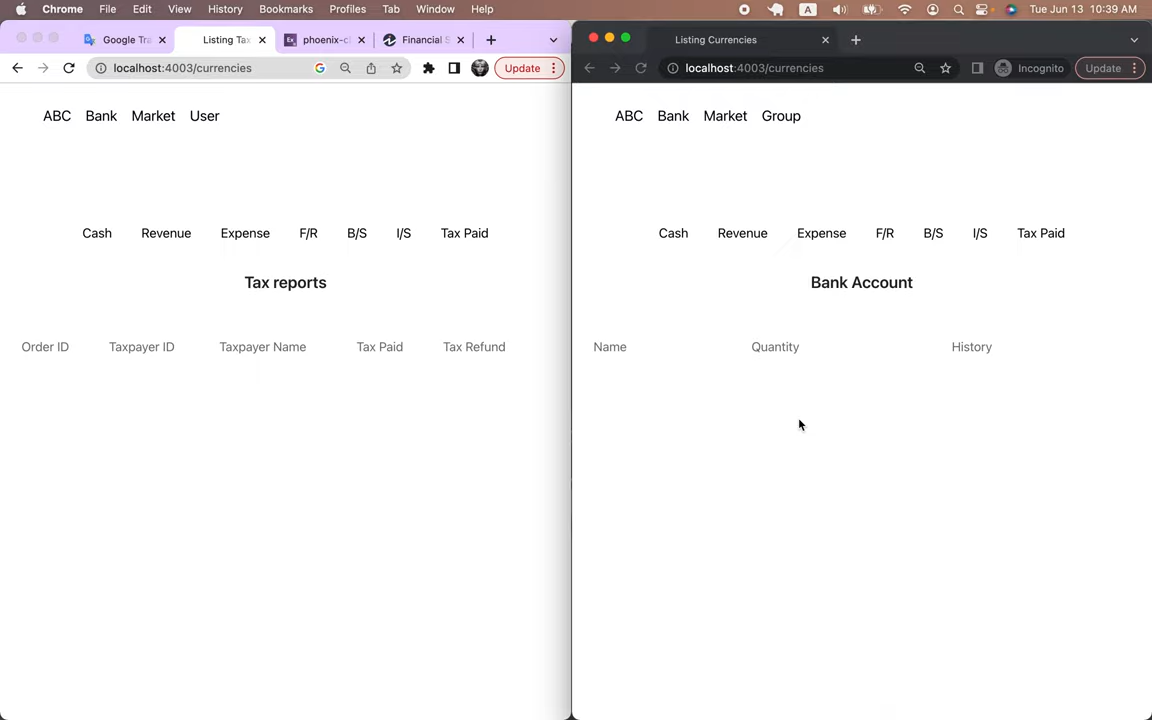 Chrome File Edit View History Bookmarks Profiles Tab Window Help A Tue Jun 13 10:39 AM
Google Tra Listing Tax phoenix-cl Financial S
localhost:4003/currencies Update
ABC Bank Market User
Cash Revenue Expense F/R B/S I/S Tax Paid
Tax reports
Order ID Taxpayer ID Taxpayer Name Tax Paid Tax Refund
Listing Currencies
localhost:4003/currencies Incognito Update
ABC Bank Market Group
Cash Revenue Expense F/R B/S I/S Tax Paid
Bank Account
Name Quantity History